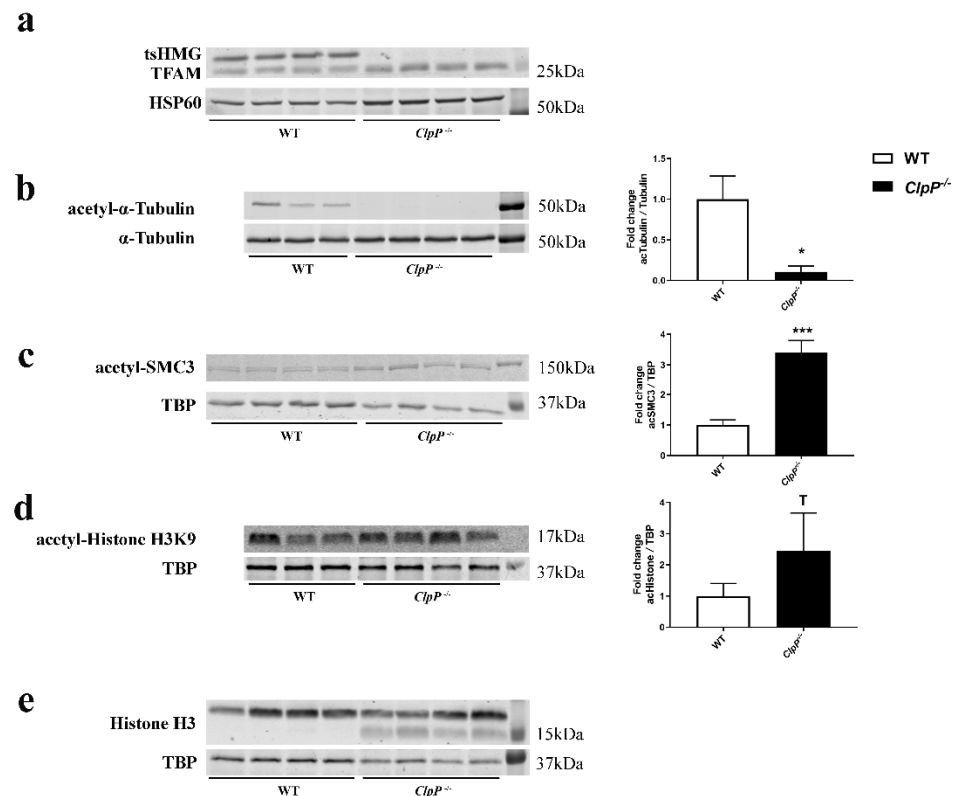 a
tsHMG
TFAM
25kDa
HSP60
50kDa
WT
ClpP -/-
b
acetyl-α-Tubulin
50kDa
α-Tubulin
50kDa
WT
ClpP -/-
Fold change
acTubulin / Tubulin
1.5
1.0
0.5
0.0
*
WT
ClpP-/-
WT
ClpP-/-
c
acetyl-SMC3
150kDa
TBP
37kDa
WT
ClpP -/-
Fold change
acSMC3 / TBP
4
3
2
1
0
***
WT
ClpP-/-
d
acetyl-Histone H3K9
17kDa
TBP
37kDa
WT
ClpP -/-
Fold change
acHistone / TBP
4
3
2
1
0
T
WT
ClpP-/-
e
Histone H3
15kDa
TBP
37kDa
WT
ClpP -/-